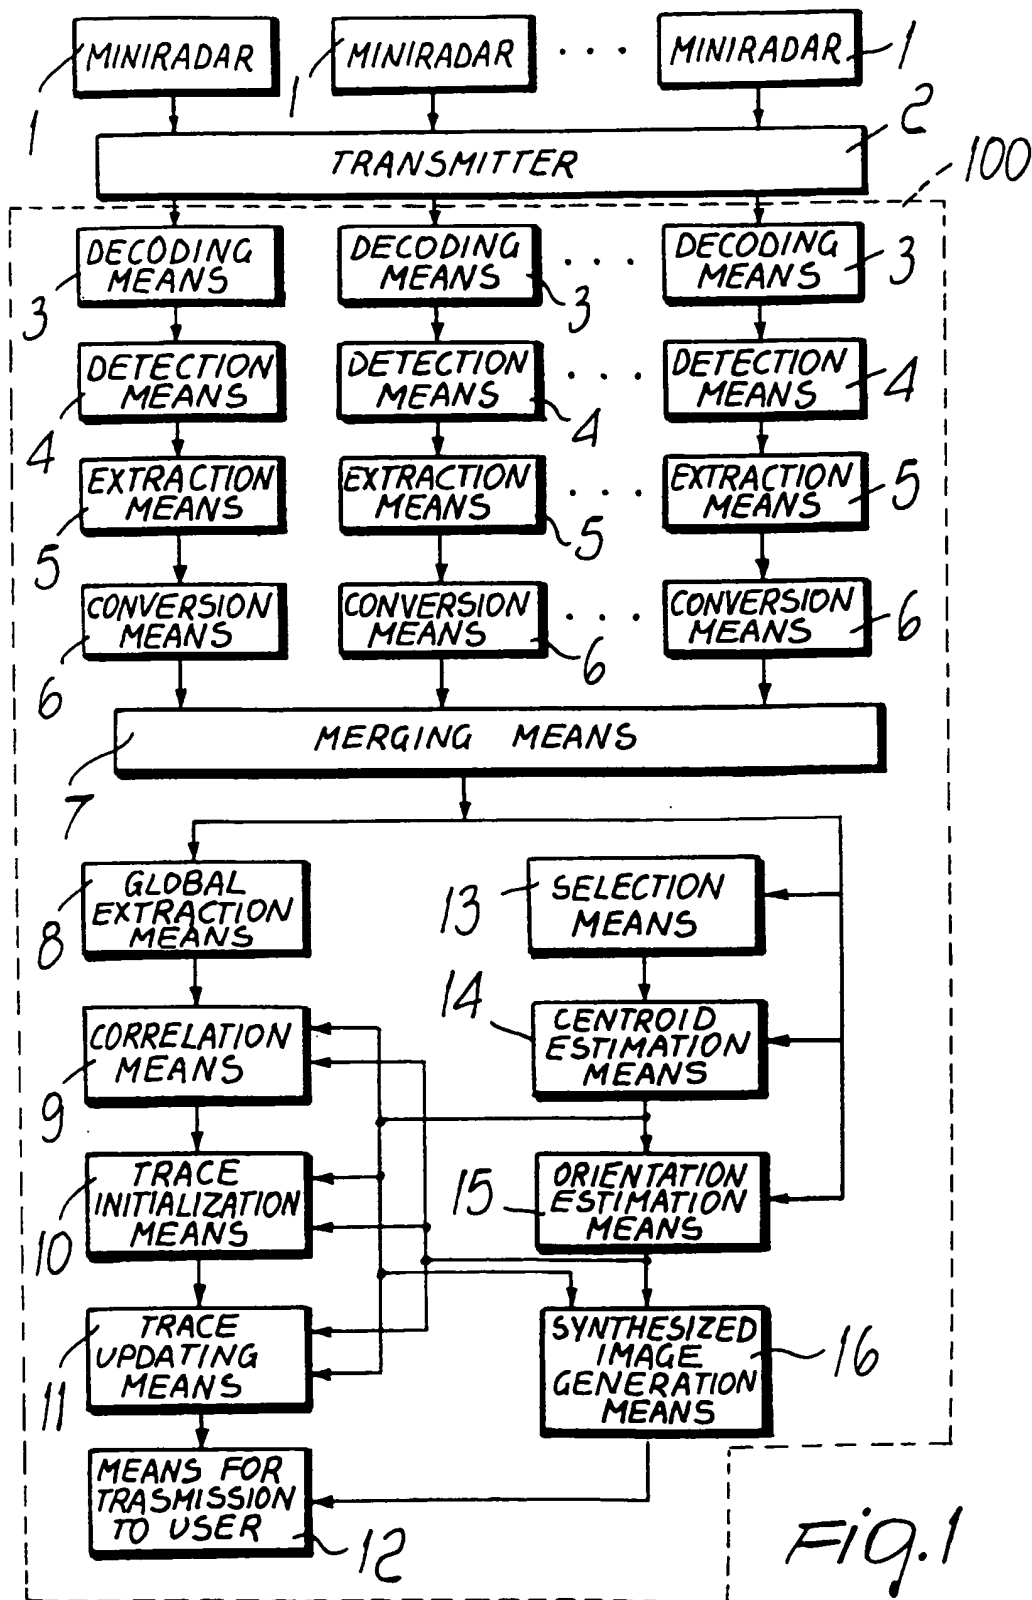 MINIRADAR MINIRADAR . . . MINIRADAR
1 1 1
TRANSMITTER
2
100
DECODING MEANS
3
DECODING MEANS
3
. . .
DECODING MEANS
3
DETECTION MEANS
4
DETECTION MEANS
4
. . .
DETECTION MEANS
4
EXTRACTION MEANS
5
EXTRACTION MEANS
5
. . .
EXTRACTION MEANS
5
CONVERSION MEANS
6
CONVERSION MEANS
6
. . .
CONVERSION MEANS
6
MERGING MEANS
7
GLOBAL
EXTRACTION
MEANS
8
13
SELECTION
MEANS
CORRELATION
MEANS
9
14
CENTROID
ESTIMATION
MEANS
TRACE
INITIALIZATION
MEANS
10
15
ORIENTATION
ESTIMATION
MEANS
TRACE
UPDATING
MEANS
11
SYNTHESIZED
IMAGE
GENERATION
MEANS
16
MEANS FOR
TRASMISSION
TO USER
12
Fig.1